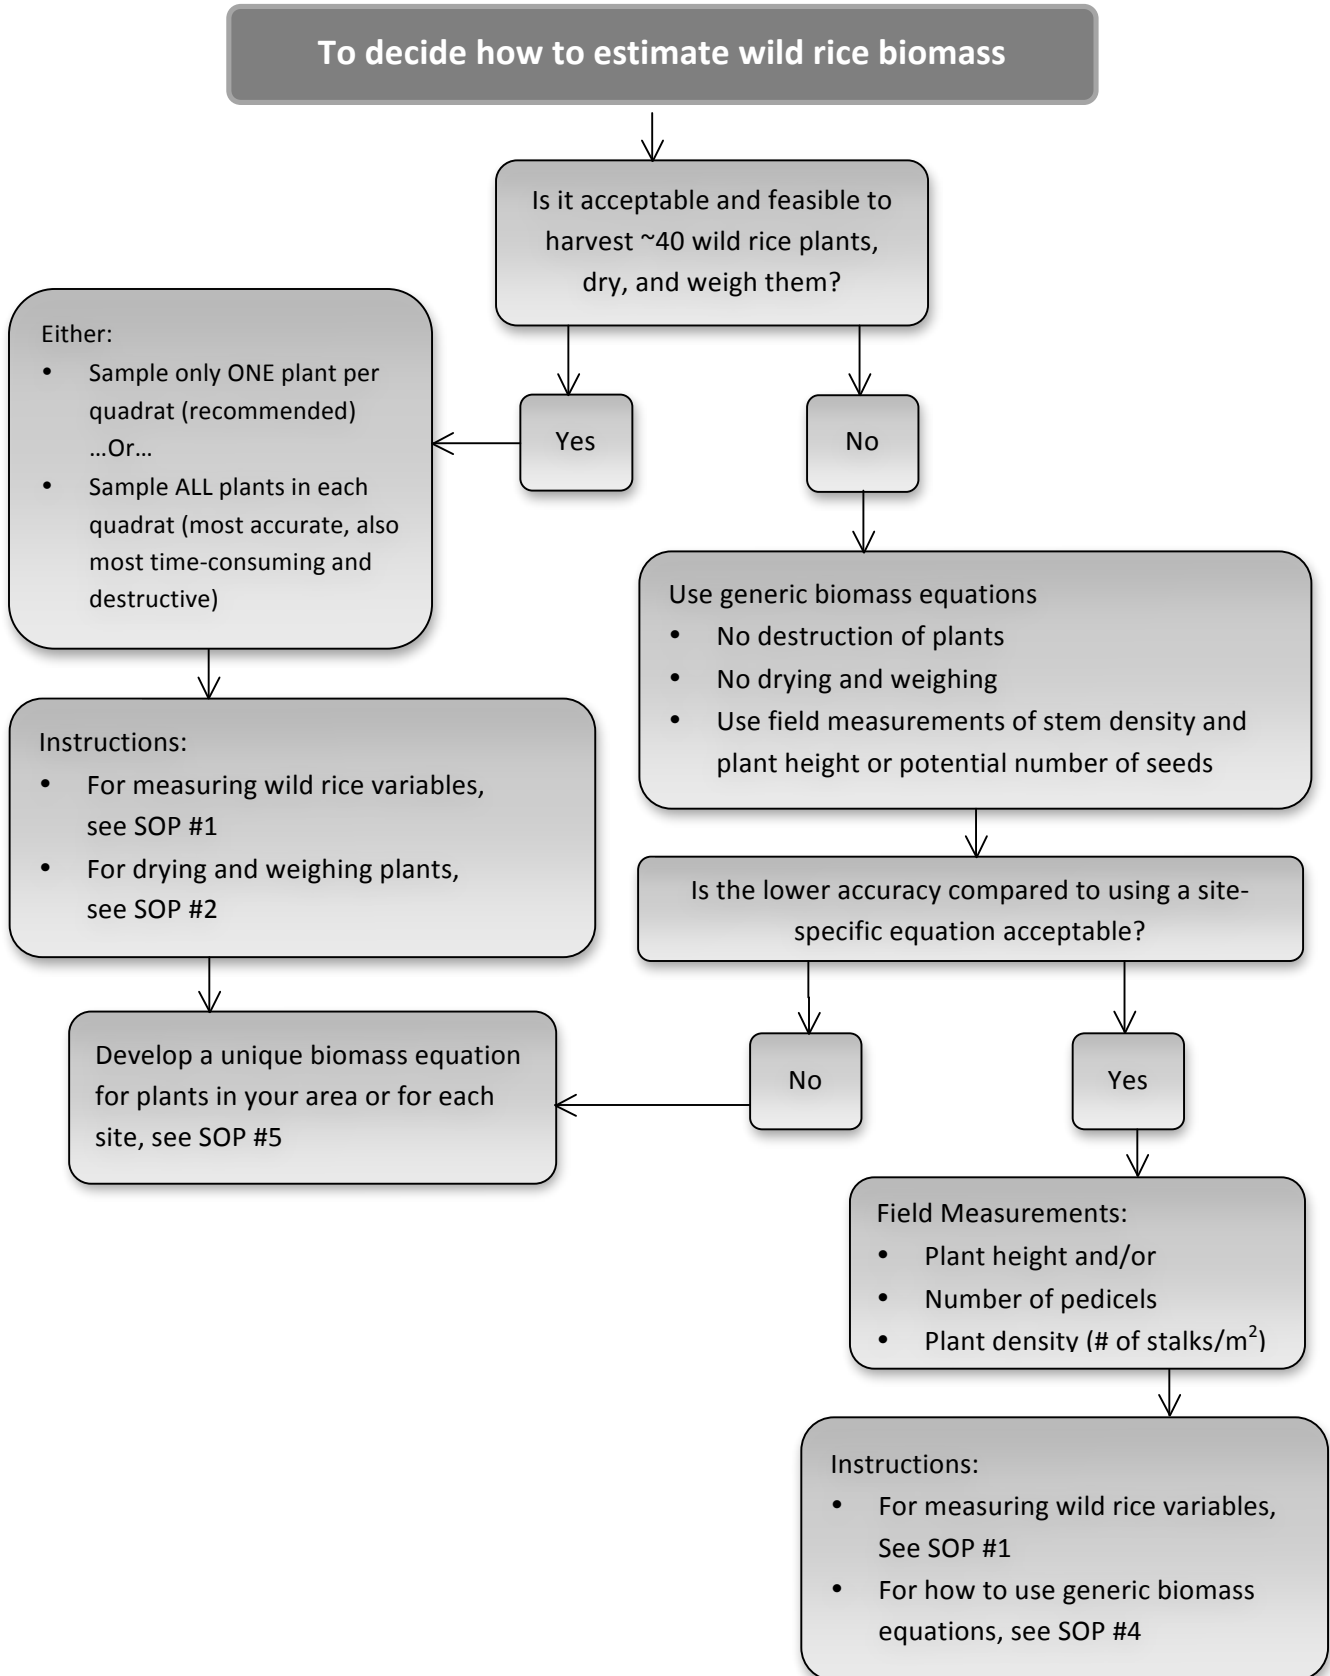 To decide how to estimate wild rice biomass
Is it acceptable and feasible to
harvest ~40 wild rice plants,
dry, and weigh them?
Either:
• Sample only ONE plant per
quadrat (recommended)
…Or…
• Sample ALL plants in each
quadrat (most accurate, also
most time-consuming and
destructive)
Yes
No
Use generic biomass equations
• No destruction of plants
• No drying and weighing
• Use field measurements of stem density and
plant height or potential number of seeds
Instructions:
• For measuring wild rice variables,
see SOP #1
• For drying and weighing plants,
see SOP #2
Is the lower accuracy compared to using a site-
specific equation acceptable?
Develop a unique biomass equation
for plants in your area or for each
site, see SOP #5
No
Yes
Field Measurements:
• Plant height and/or
• Number of pedicels
• Plant density (# of stalks/m²)
Instructions:
• For measuring wild rice variables,
See SOP #1
• For how to use generic biomass
equations, see SOP #4